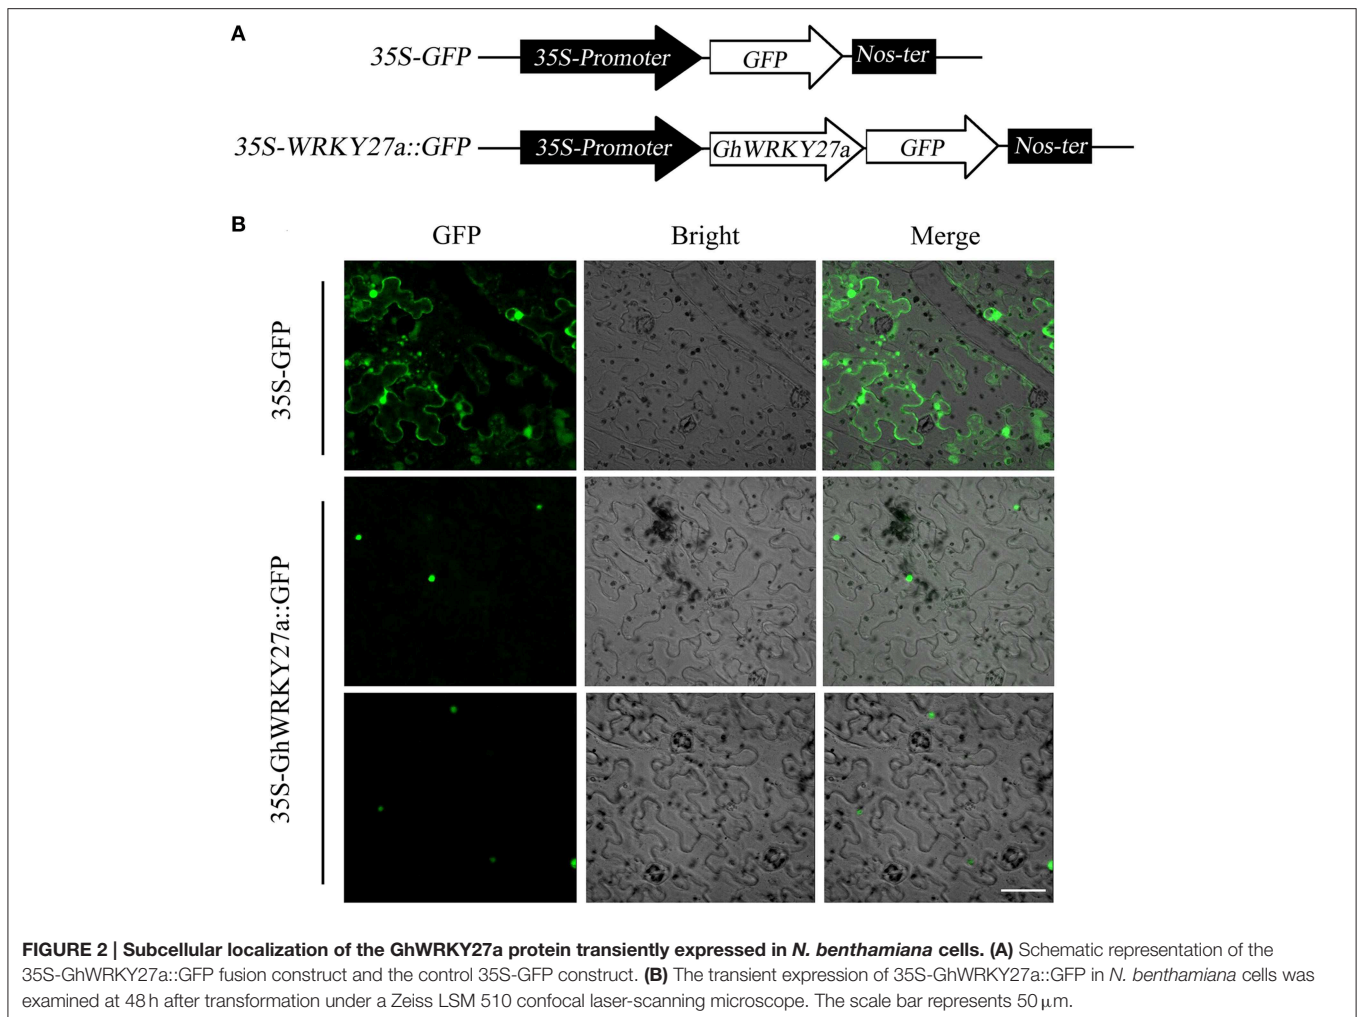 A
35S-GFP 35S-Promoter GFP Nos-ter
35S-WRKY27a::GFP 35S-Promoter GhWRKY27a GFP Nos-ter
B
GFP Bright Merge
35S-GFP
35S-GhWRKY27a::GFP
FIGURE 2 | Subcellular localization of the GhWRKY27a protein transiently expressed in N. benthamiana cells. (A) Schematic representation of the
35S-GhWRKY27a::GFP fusion construct and the control 35S-GFP construct. (B) The transient expression of 35S-GhWRKY27a::GFP in N. benthamiana cells was
examined at 48 h after transformation under a Zeiss LSM 510 confocal laser-scanning microscope. The scale bar represents 50 μm.